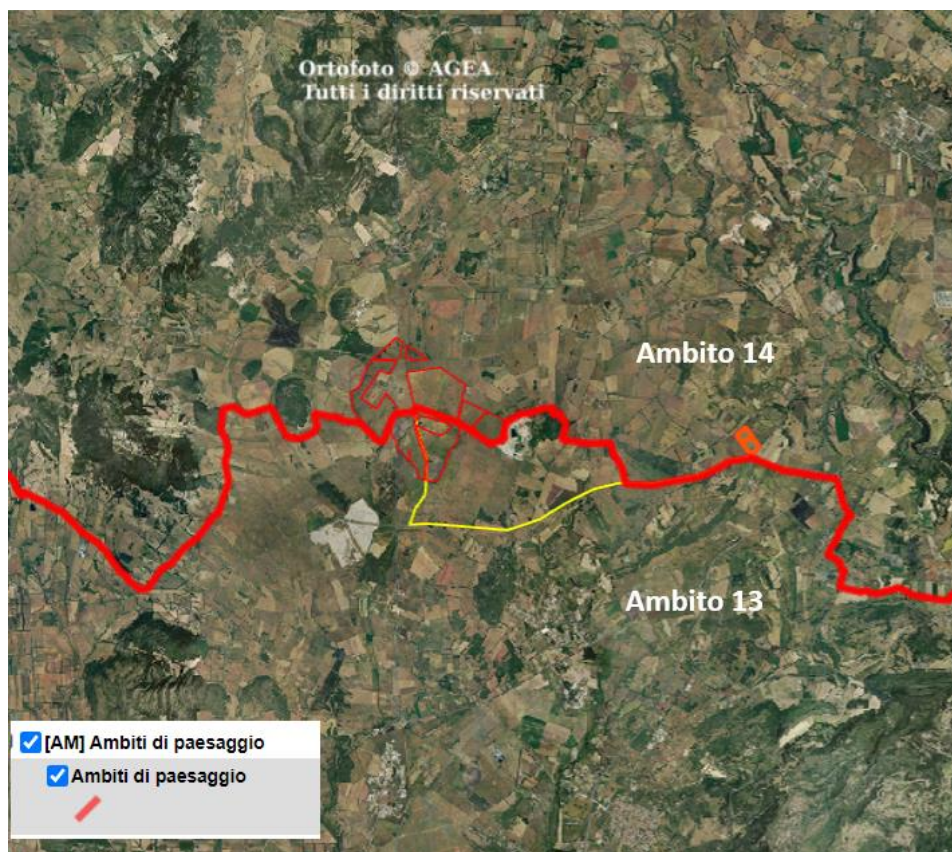 Ortofoto © AGEA
Tutti i diritti riservati
Ambito 14
Ambito 13
[AM] Ambiti di paesaggio
Ambiti di paesaggio